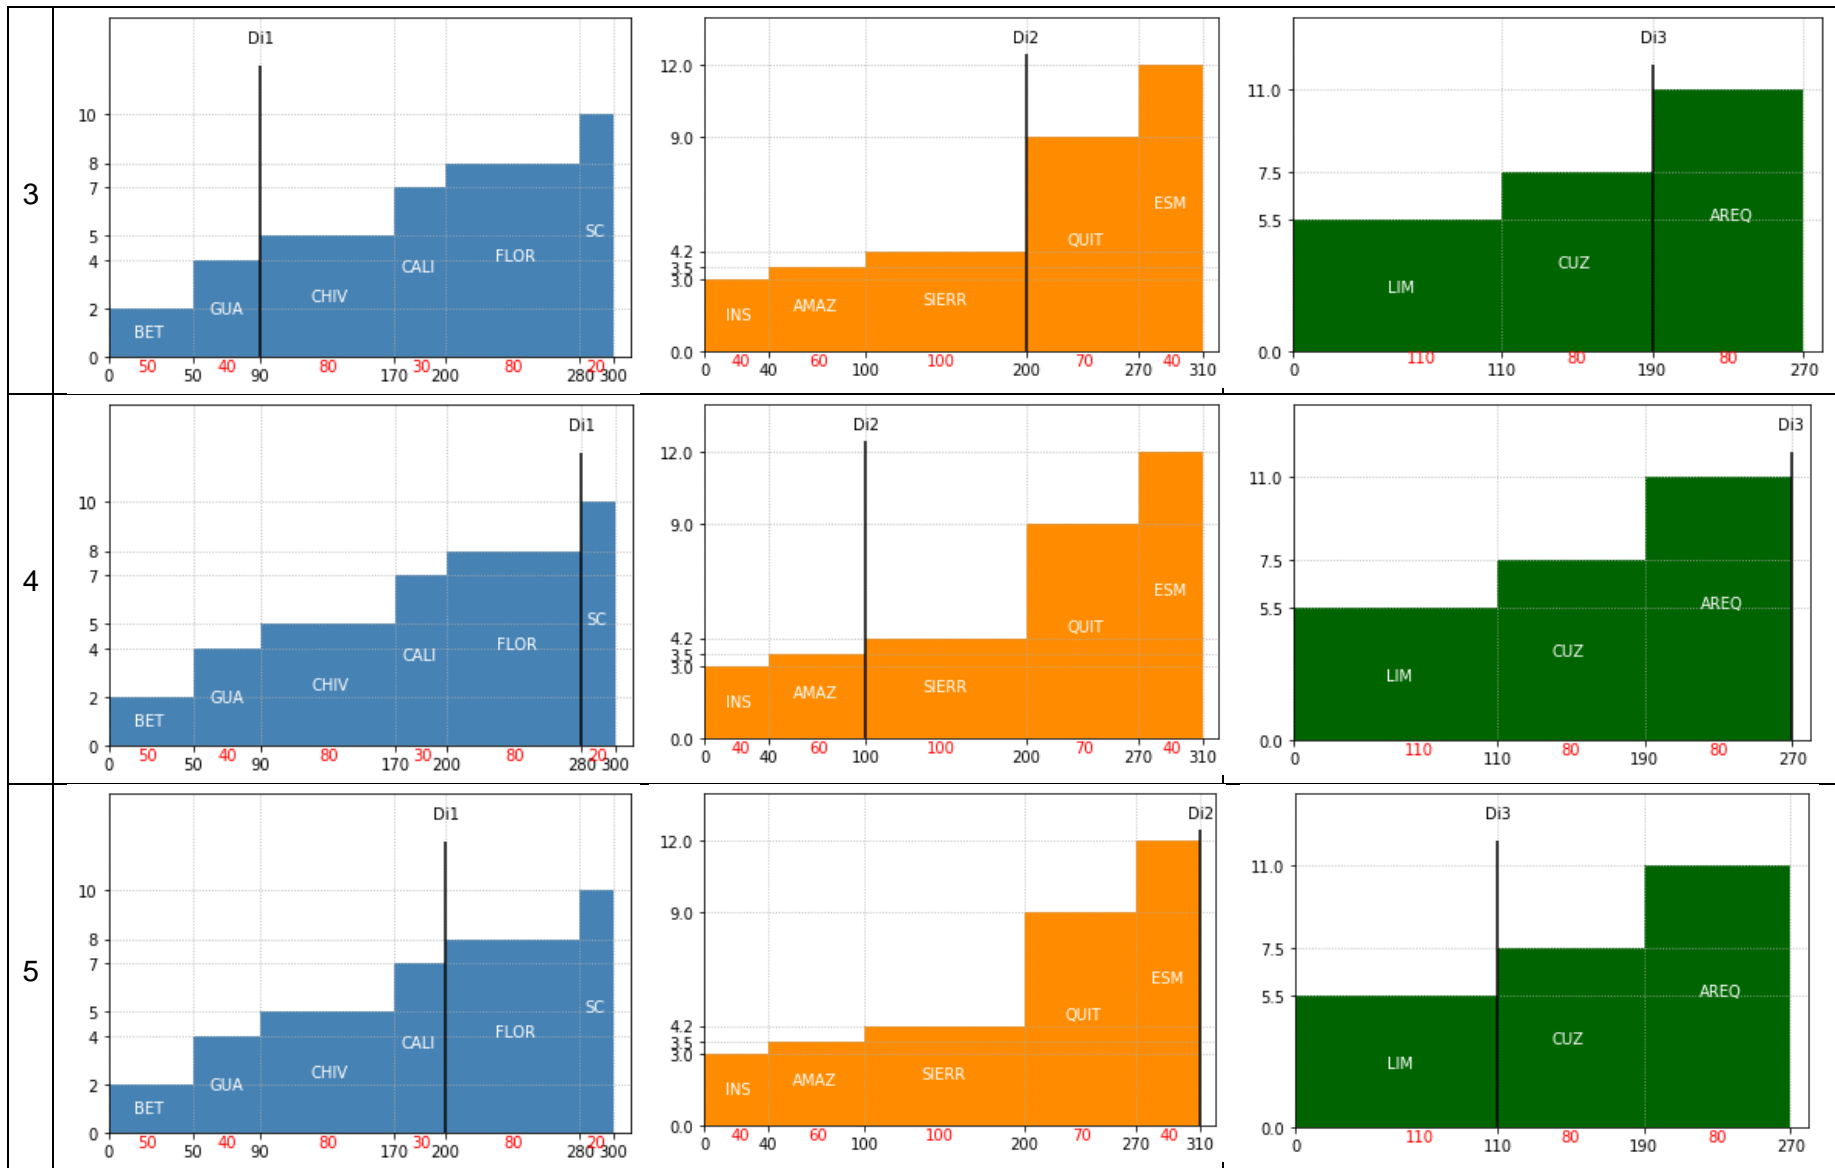 3
Di1
10
8
7
5
4
2
0
BET
GUA
CHIV
CALI
FLOR
SC
50 40 80 30 80 20
0 50 90 170 200 280 300
Di2
12.0
9.0
4.2
3.5
3.0
0.0
INS
AMAZ
SIERR
QUIT
ESM
40 60 100 70 40
0 40 100 200 270 310
Di3
11.0
7.5
5.5
0.0
LIM
CUZ
AREQ
110 80 80
0 110 190 270
4
Di1
10
8
7
5
4
2
0
BET
GUA
CHIV
CALI
FLOR
SC
50 40 80 30 80 20
0 50 90 170 200 280 300
Di2
12.0
9.0
4.2
3.5
3.0
0.0
INS
AMAZ
SIERR
QUIT
ESM
40 60 100 70 40
0 40 100 200 270 310
Di3
11.0
7.5
5.5
0.0
LIM
CUZ
AREQ
110 80 80
0 110 190 270
5
Di1
10
8
7
5
4
2
0
BET
GUA
CHIV
CALI
FLOR
SC
50 40 80 30 80 20
0 50 90 170 200 280 300
Di2
12.0
9.0
4.2
3.5
3.0
0.0
INS
AMAZ
SIERR
QUIT
ESM
40 60 100 70 40
0 40 100 200 270 310
Di3
11.0
7.5
5.5
0.0
LIM
CUZ
AREQ
110 80 80
0 110 190 270